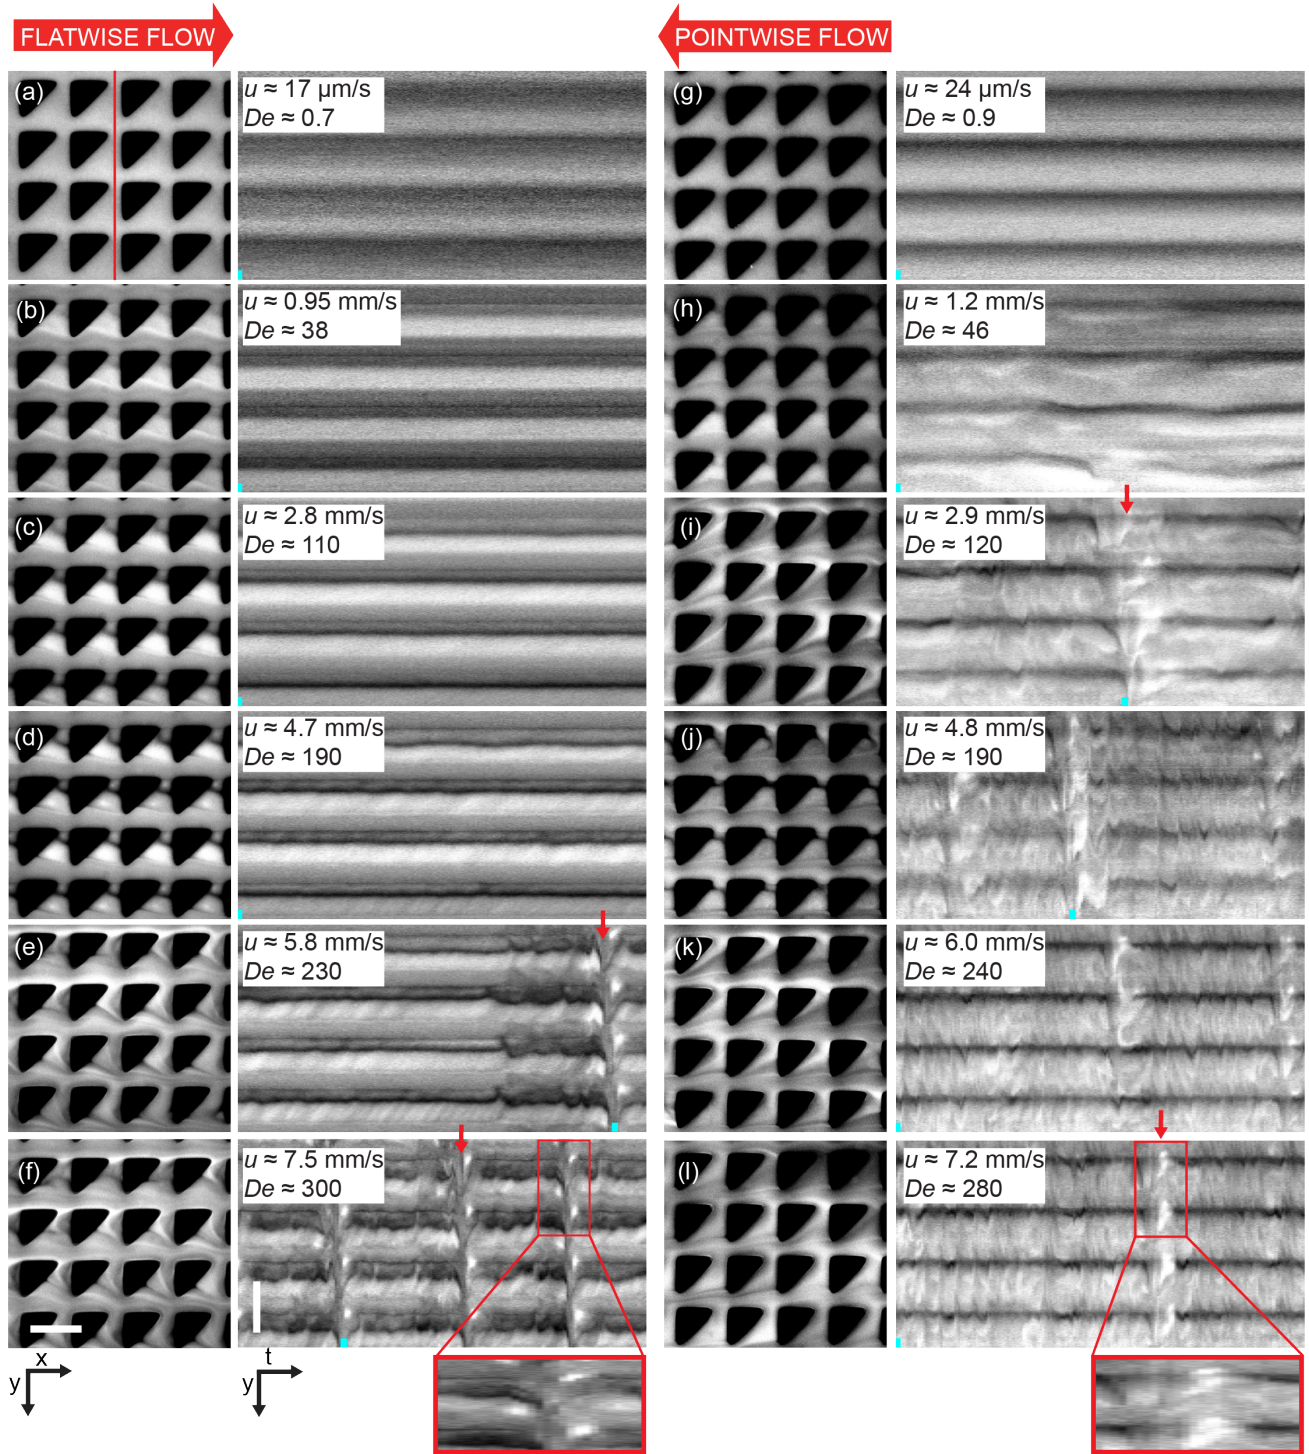 FLATWISE FLOW
POINTWISE FLOW
(a)
u ≈ 17 µm/s
De ≈ 0.7
(g)
u ≈ 24 µm/s
De ≈ 0.9
(b)
u ≈ 0.95 mm/s
De ≈ 38
(h)
u ≈ 1.2 mm/s
De ≈ 46
(c)
u ≈ 2.8 mm/s
De ≈ 110
(i)
u ≈ 2.9 mm/s
De ≈ 120
(d)
u ≈ 4.7 mm/s
De ≈ 190
(j)
u ≈ 4.8 mm/s
De ≈ 190
(e)
u ≈ 5.8 mm/s
De ≈ 230
(k)
u ≈ 6.0 mm/s
De ≈ 240
(f)
u ≈ 7.5 mm/s
De ≈ 300
(l)
u ≈ 7.2 mm/s
De ≈ 280
x
y
t
y